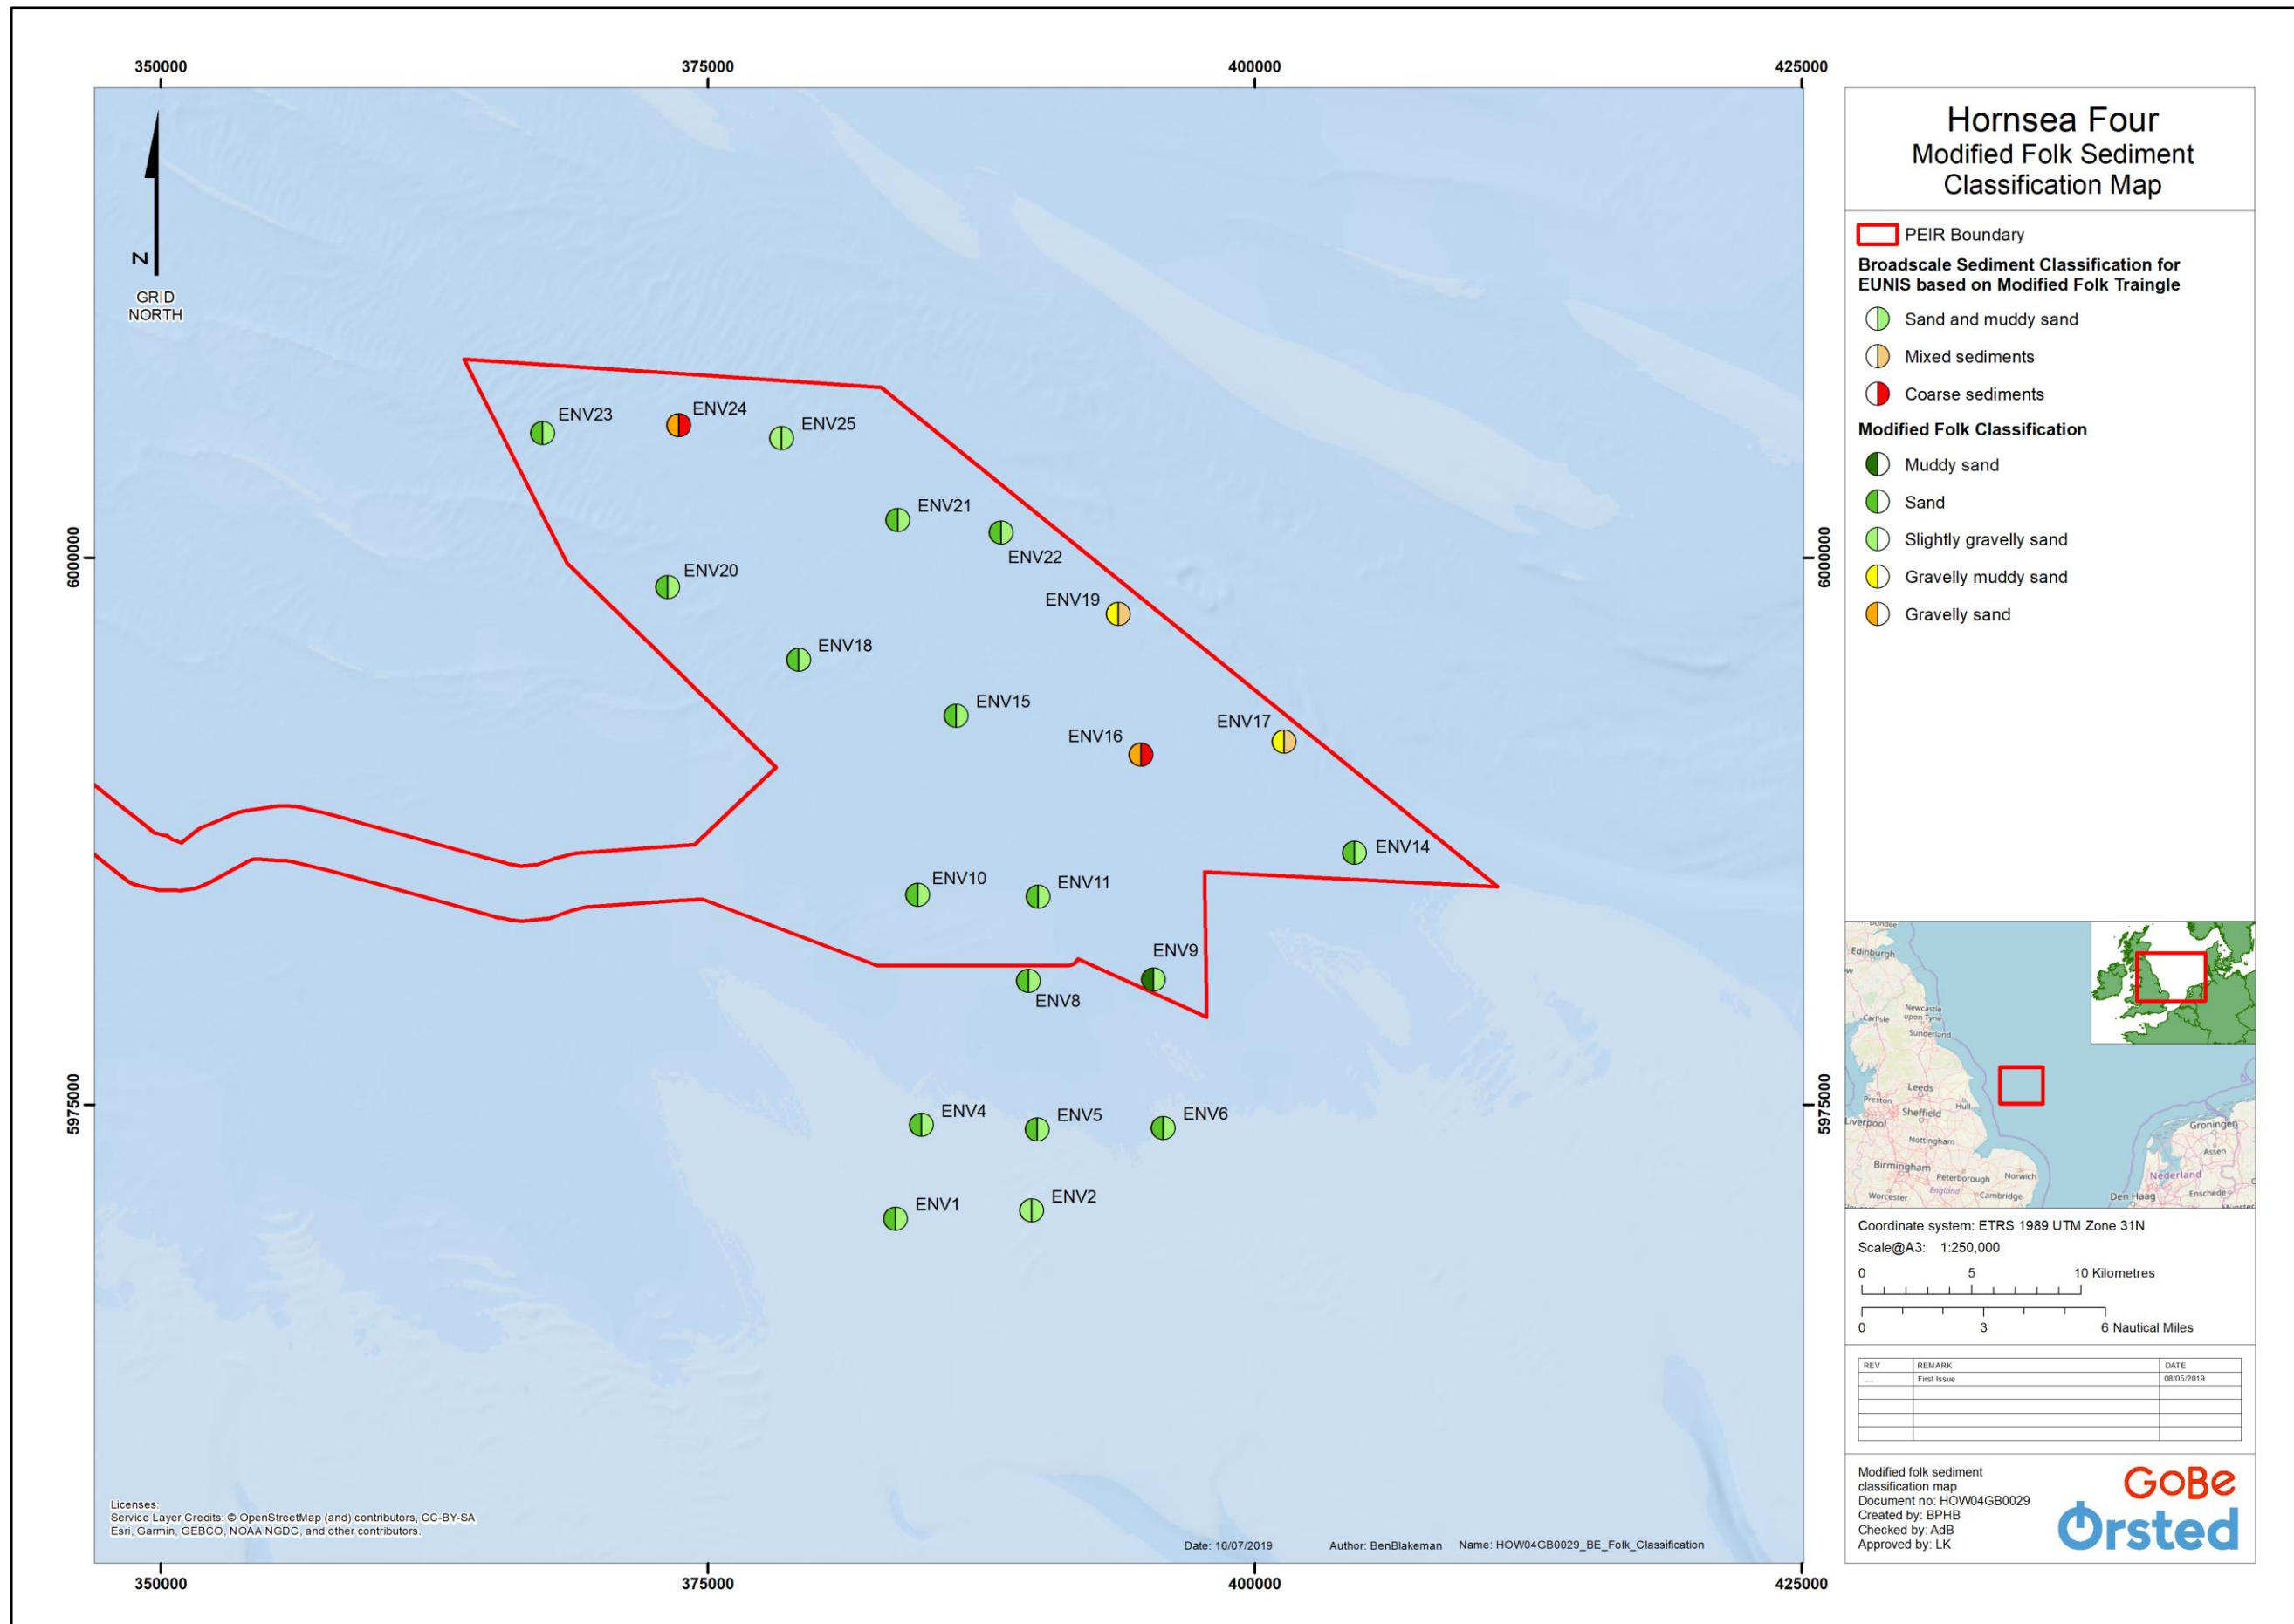 350000
375000
400000
425000
6000000
5975000
6000000
5975000
350000
375000
400000
425000
N
GRID
NORTH
ENV23
ENV24
ENV25
ENV21
ENV22
ENV20
ENV19
ENV18
ENV15
ENV17
ENV16
ENV14
ENV10
ENV11
ENV9
ENV8
ENV4
ENV5
ENV6
ENV1
ENV2
Licenses:
Service Layer Credits: © OpenStreetMap (and) contributors, CC-BY-SA
Esri, Garmin, GEBCO, NOAA NGDC, and other contributors.
Date: 16/07/2019
Author: BenBlakeman
Name: HOW04GB0029_BE_Folk_Classification
Hornsea Four
Modified Folk Sediment
Classification Map
PEIR Boundary
Broadscale Sediment Classification for
EUNIS based on Modified Folk Traingle
Sand and muddy sand
Mixed sediments
Coarse sediments
Modified Folk Classification
Muddy sand
Sand
Slightly gravelly sand
Gravelly muddy sand
Gravelly sand
Dundee
Edinburgh
Newcastle
upon Tyne
Carlisle
Sunderland
Leeds
Preston
Hull
Sheffield
Liverpool
Nottingham
Birmingham
Peterborough
Norwich
England
Worcester
Cambridge
Groningen
Assen
Nederland
Den Haag
Enschede
Coordinate system: ETRS 1989 UTM Zone 31N
Scale@A3: 1:250,000
0 5 10 Kilometres
0 3 6 Nautical Miles
REV REMARK DATE
First Issue 08/05/2019
Modified folk sediment
classification map
Document no: HOW04GB0029
Created by: BPHB
Checked by: AdB
Approved by: LK
GoBe
Ørsted